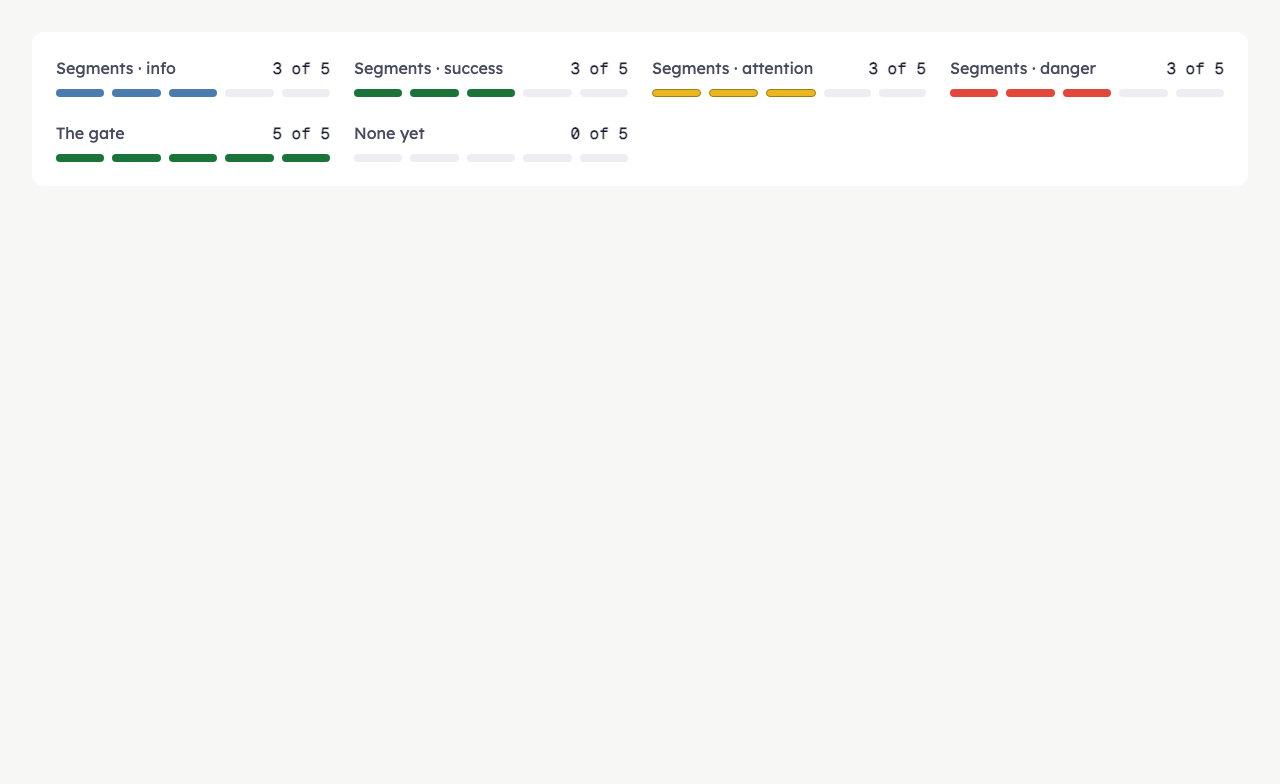 Segments · info 3 of 5
Segments · success 3 of 5
Segments · attention 3 of 5
Segments · danger 3 of 5
The gate 5 of 5
None yet 0 of 5